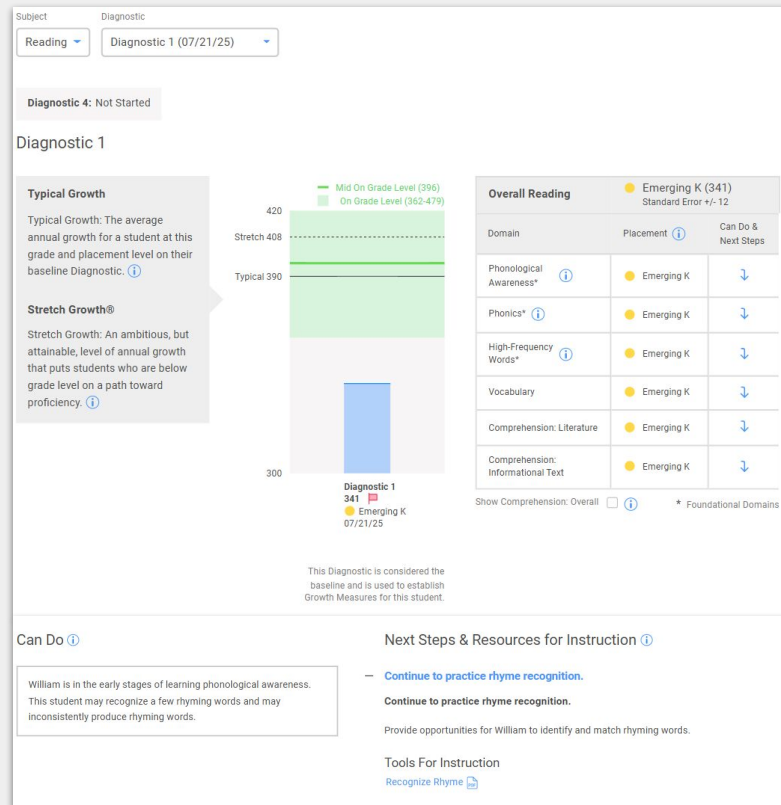 Subject
Diagnostic
Reading
Diagnostic 1 (07/21/25)
Diagnostic 4: Not Started
Diagnostic 1
Typical Growth
Typical Growth: The average
annual growth for a student at this
grade and placement level on their
baseline Diagnostic.
Stretch Growth®
Stretch Growth: An ambitious, but
attainable, level of annual growth
that puts students who are below
grade level on a path toward
proficiency.
Mid On Grade Level (396)
On Grade Level (362-479)
420
Stretch 408
Typical 390
300
Diagnostic 1
341
Emerging K
07/21/25
This Diagnostic is considered the
baseline and is used to establish
Growth Measures for this student.
Overall Reading
Emerging K (341)
Standard Error +/- 12
Domain
Placement
Can Do &
Next Steps
Phonological
Awareness*
Emerging K
Phonics*
Emerging K
High-Frequency
Words*
Emerging K
Vocabulary
Emerging K
Comprehension: Literature
Emerging K
Comprehension:
Informational Text
Emerging K
Show Comprehension: Overall
* Foundational Domains
Can Do
William is in the early stages of learning phonological awareness.
This student may recognize a few rhyming words and may
inconsistently produce rhyming words.
Next Steps & Resources for Instruction
Continue to practice rhyme recognition.
Continue to practice rhyme recognition.
Provide opportunities for William to identify and match rhyming words.
Tools For Instruction
Recognize Rhyme